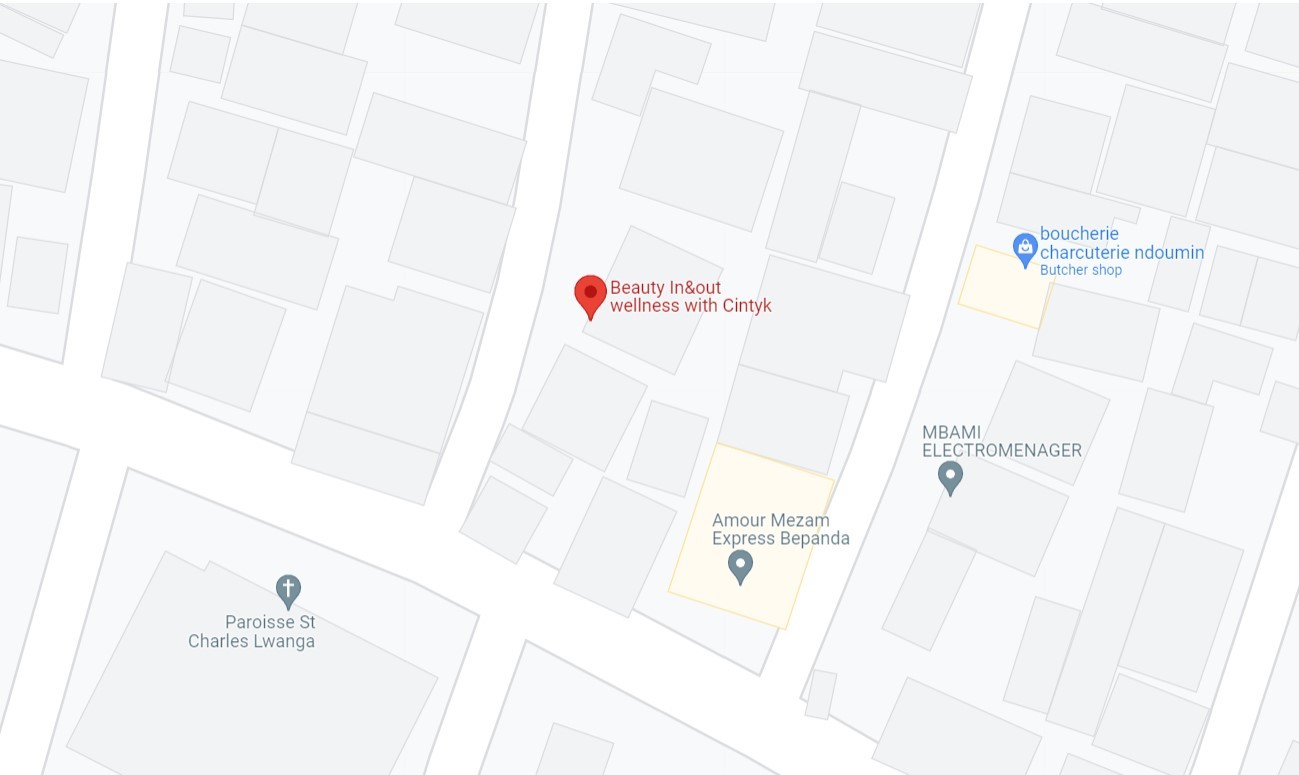 boucherie
charcuterie ndoumin
Butcher shop
Beauty In&out
wellness with Cintyk
MBAMI
ELECTROMENAGER
Amour Mezam
Express Bepanda
Paroisse St
Charles Lwanga